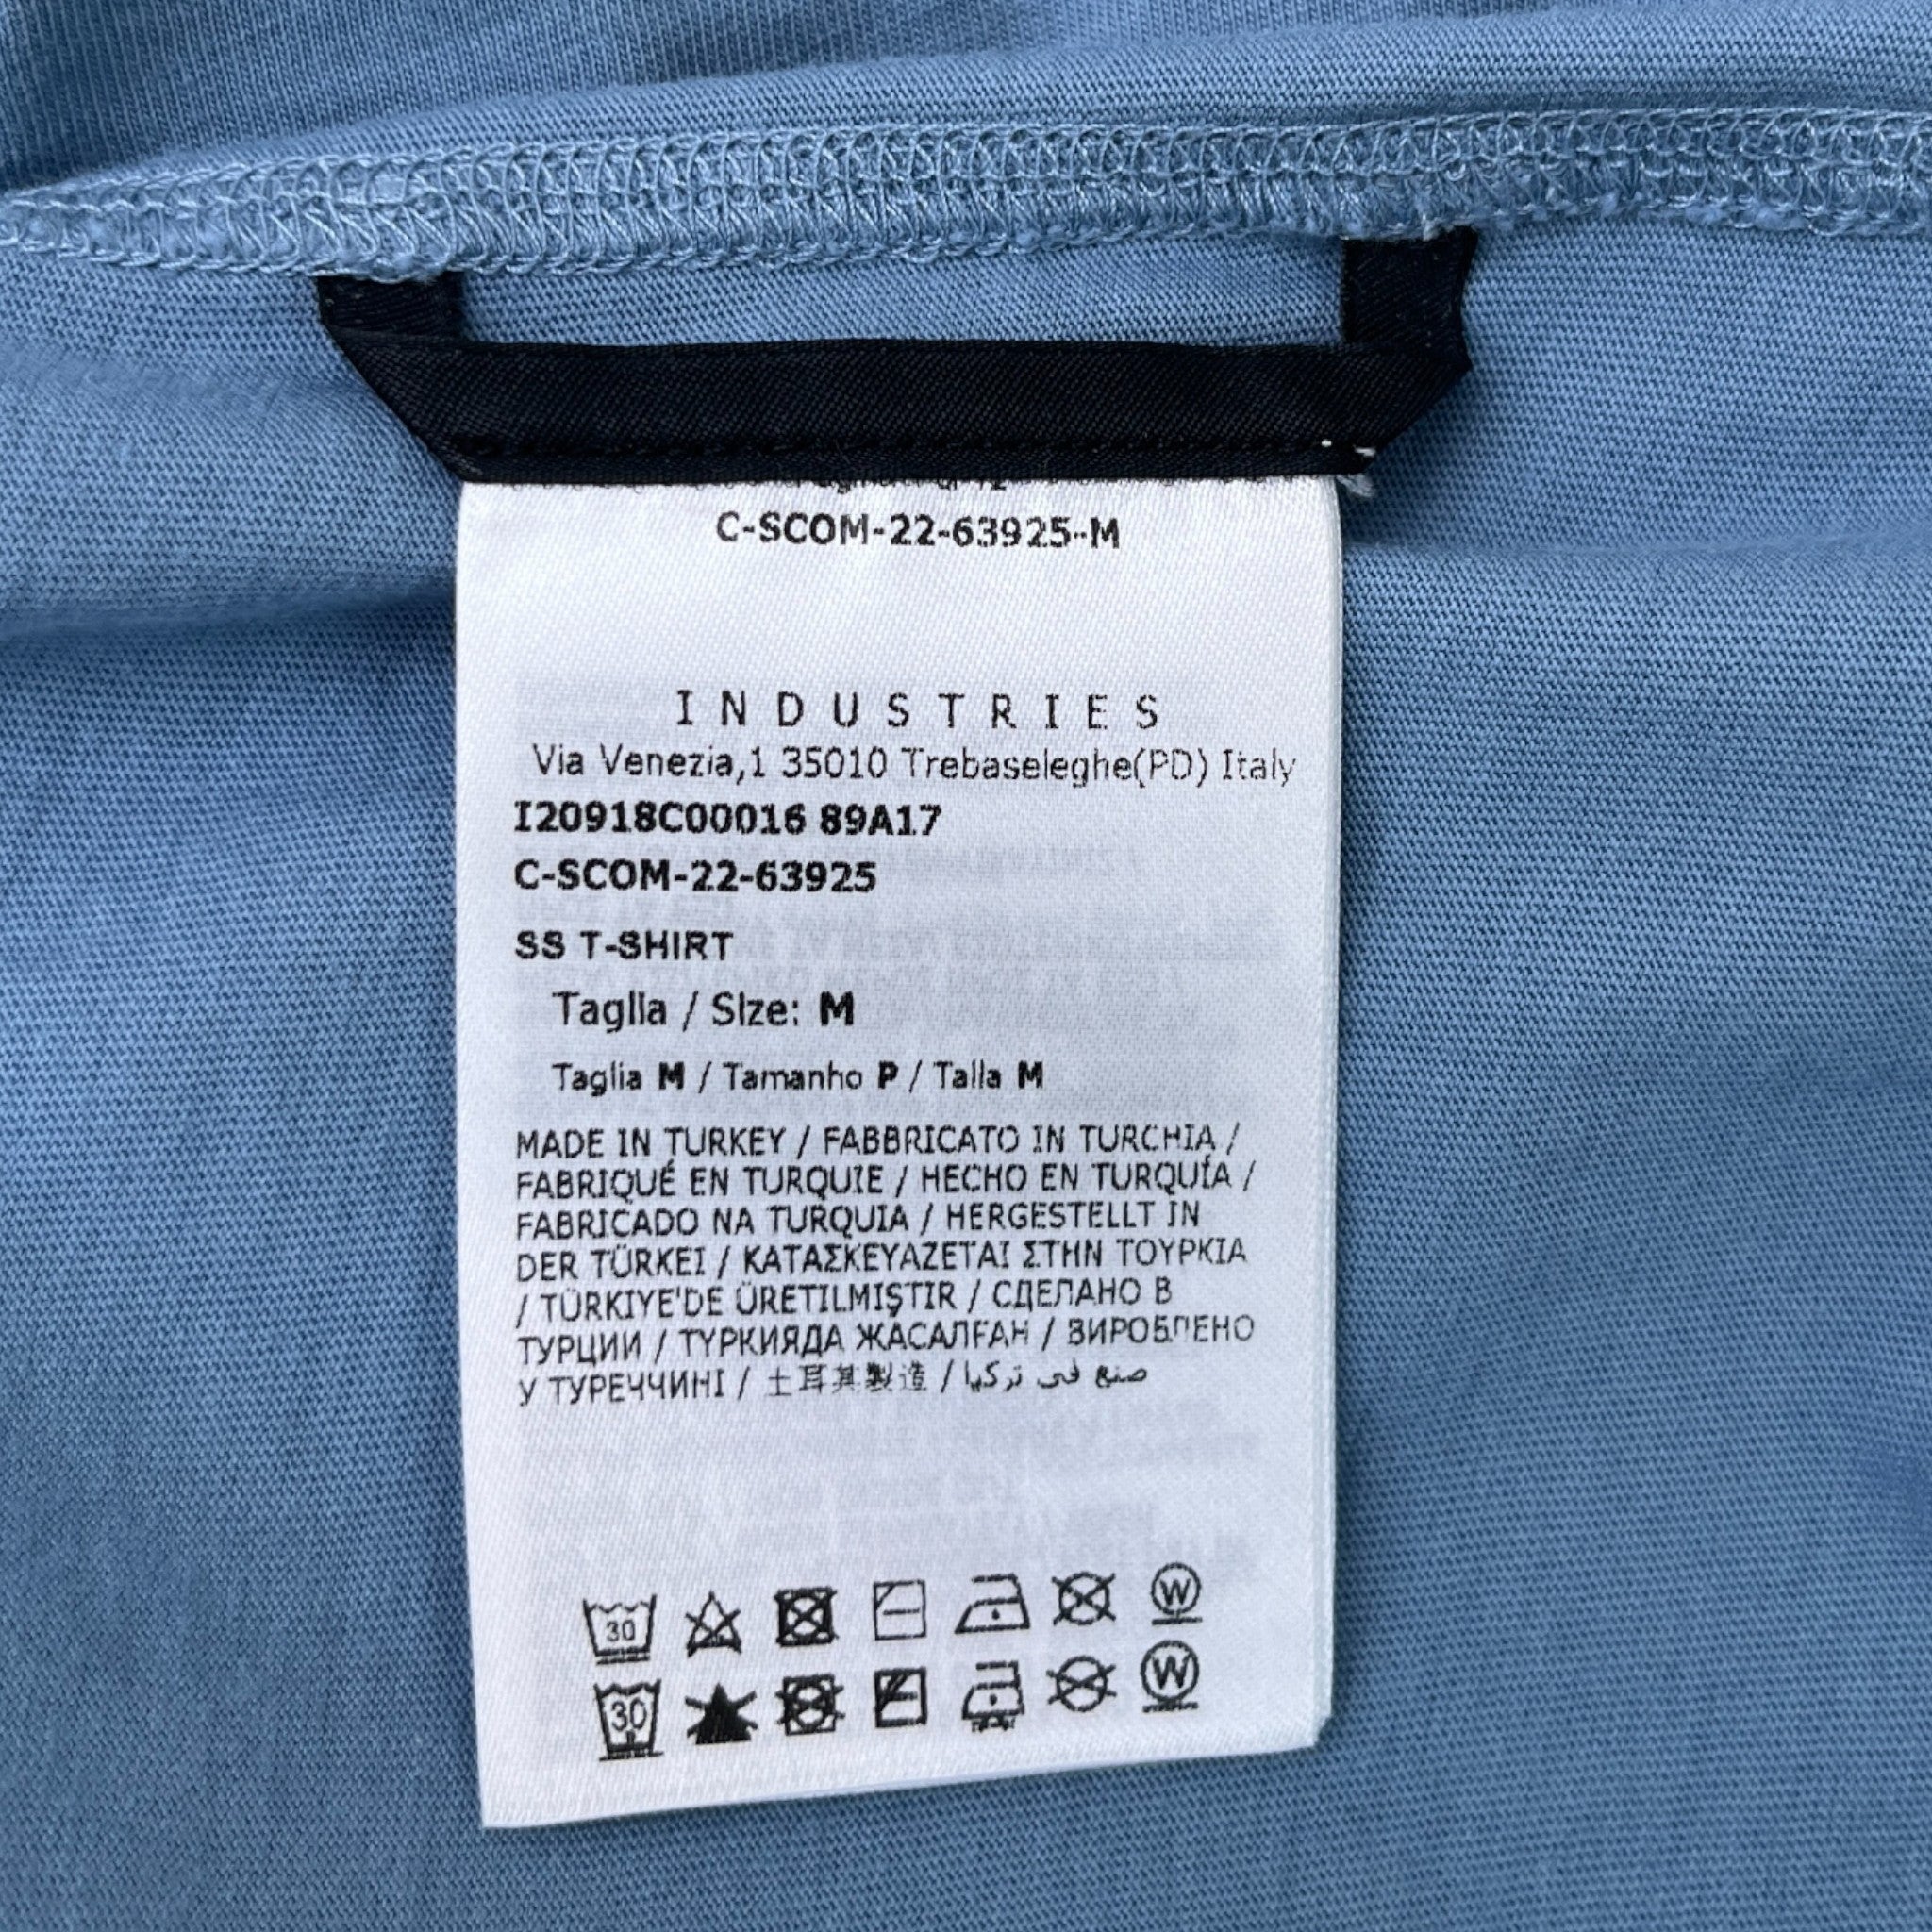 C-SCOM-22-63925-M
INDUSTRIES
Via Venezia,1 35010 Trebaseleghe(PD) Italy
I20918C00016 89A17
C-SCOM-22-63925
SS T-SHIRT
Taglia / Size: M
Taglia M / Tamanho P / Talla M
MADE IN TURKEY / FABBRICATO IN TURCHIA /
FABRIQUÉ EN TURQUIE / HECHO EN TURQUÍA /
FABRICADO NA TURQUIA / HERGESTELLT IN
DER TÜRKEI / ΚΑΤΑΣΚΕΥΑΖΕΤΑΙ ΣΤΗΝ ΤΟΥΡΚΙΑ
/ TÜRKIYE'DE ÜRETILMIŞTIR / СДЕЛАНО В
ТУРЦИИ / ТҮРКИЯДА ЖАСАЛҒАН / ВИРОБЛЕНО
У ТУРЕЧЧИНІ / 土耳其製造 / صنع في تركيا
30 W
30 W